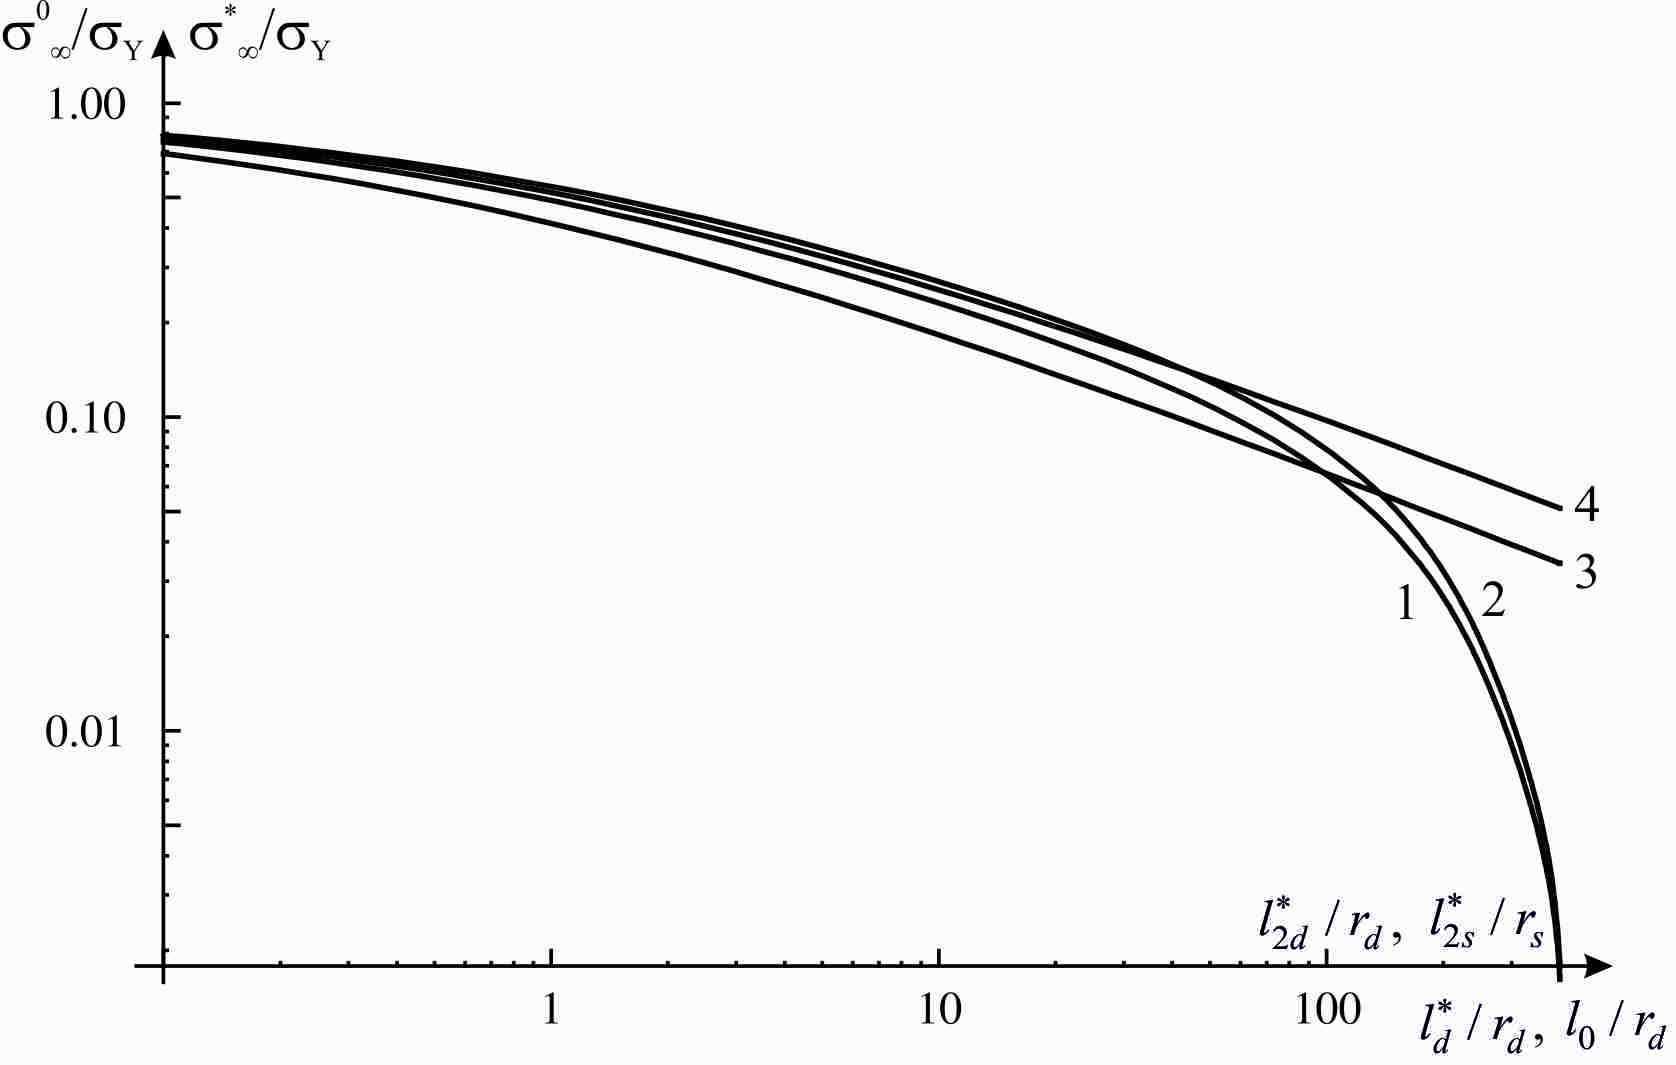 σ⁰∞/σY σ*∞/σY
1.00
0.10
4
3
1 2
0.01
l*2d / rd, l*2s / rs
1 10 100
l*d / rd, l0 / rd